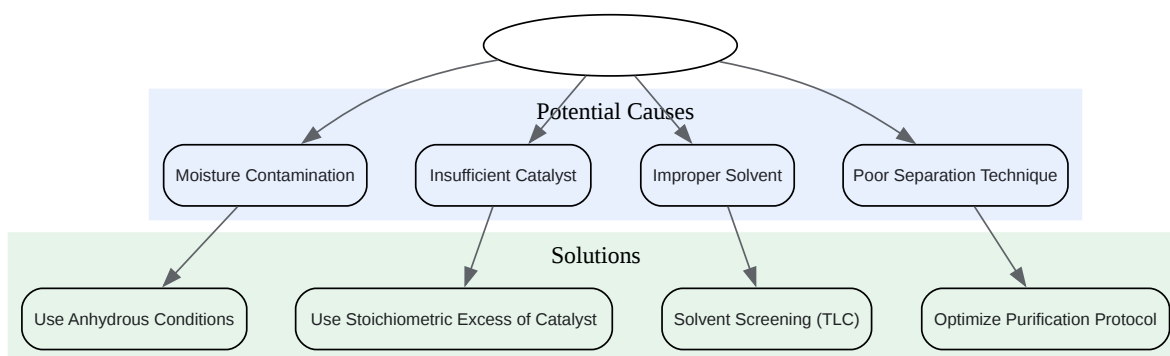 Potential Causes
Moisture Contamination
Insufficient Catalyst
Improper Solvent
Poor Separation Technique
Solutions
Use Anhydrous Conditions
Use Stoichiometric Excess of Catalyst
Solvent Screening (TLC)
Optimize Purification Protocol